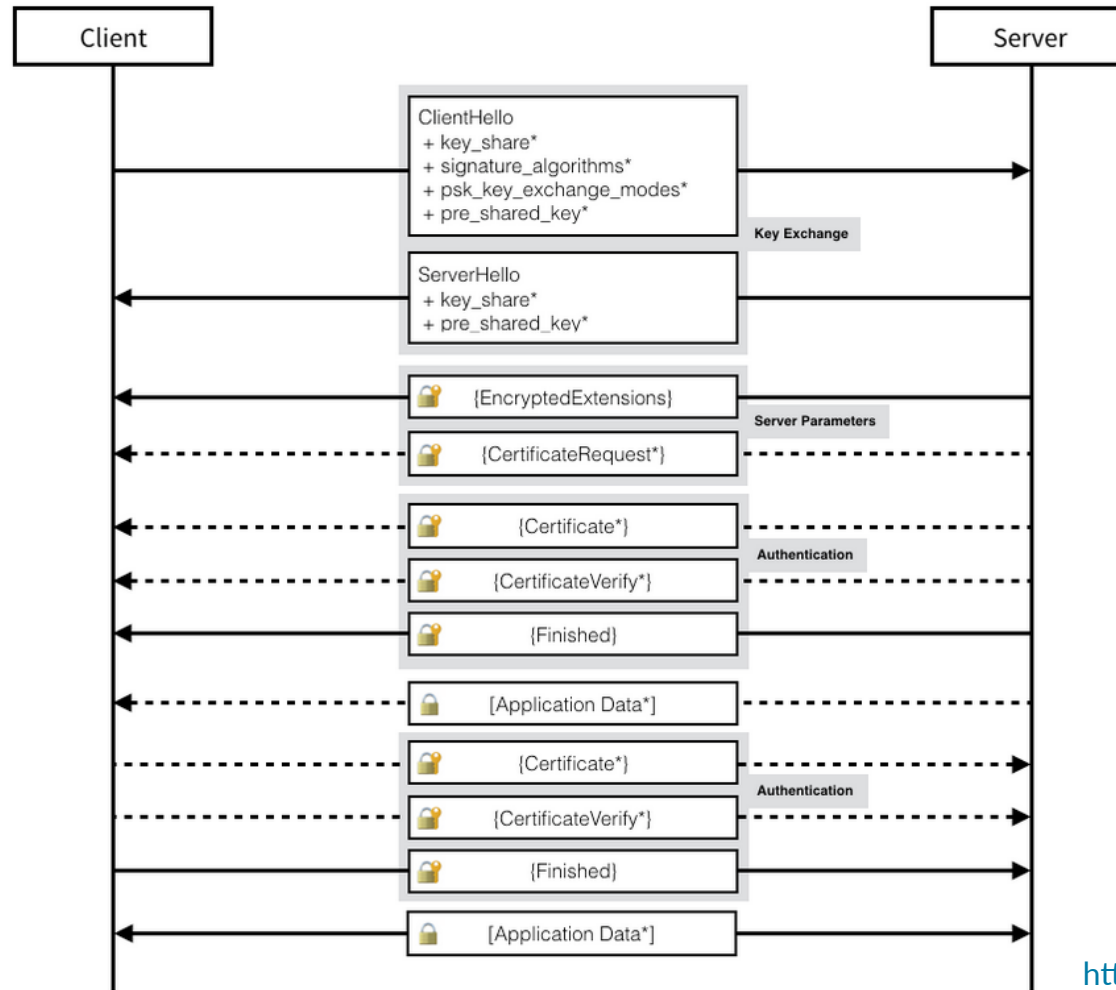 Client
Server
ClientHello
+ key_share*
+ signature_algorithms*
+ psk_key_exchange_modes*
+ pre_shared_key*
Key Exchange
ServerHello
+ key_share*
+ pre_shared_key*
{EncryptedExtensions}
Server Parameters
{CertificateRequest*}
{Certificate*}
Authentication
{CertificateVerify*}
{Finished}
[Application Data*]
{Certificate*}
Authentication
{CertificateVerify*}
{Finished}
[Application Data*]